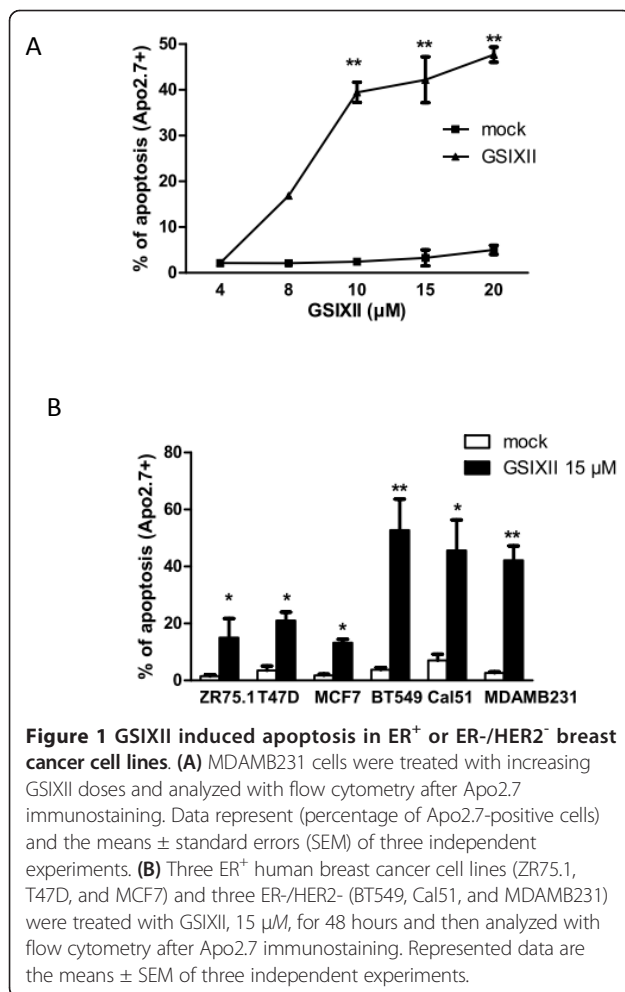 A
% of apoptosis (Apo2.7+)
50
40
30
20
10
0
** ** **
mock
GSIXII
4 8 10 15 20
GSIXII (µM)
B
% of apoptosis (Apo2.7+)
80
60
40
20
0
mock
GSIXII 15 µM
* * * ** * **
ZR75.1 T47D MCF7 BT549 Cal51 MDAMB231
Figure 1 GSIXII induced apoptosis in ER⁺ or ER-/HER2⁻ breast
cancer cell lines. (A) MDAMB231 cells were treated with increasing
GSIXII doses and analyzed with flow cytometry after Apo2.7
immunostaining. Data represent (percentage of Apo2.7-positive cells)
and the means ± standard errors (SEM) of three independent
experiments. (B) Three ER⁺ human breast cancer cell lines (ZR75.1,
T47D, and MCF7) and three ER-/HER2- (BT549, Cal51, and MDAMB231)
were treated with GSIXII, 15 µM, for 48 hours and then analyzed with
flow cytometry after Apo2.7 immunostaining. Represented data are
the means ± SEM of three independent experiments.